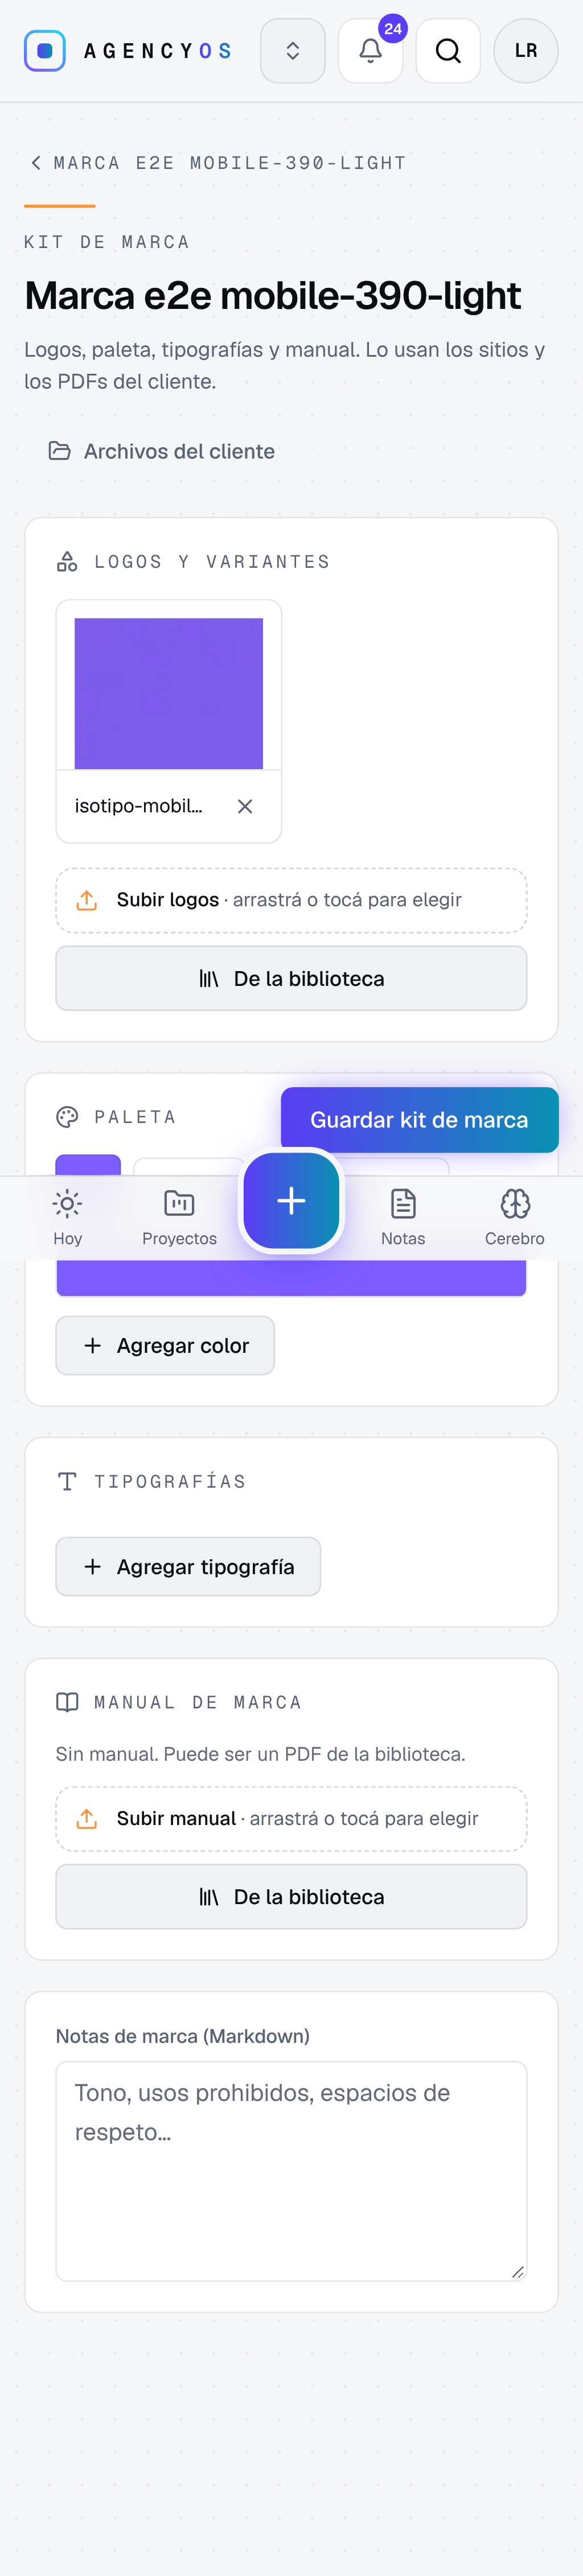 AGENCYOS
24
LR
MARCA E2E MOBILE-390-LIGHT
KIT DE MARCA
Marca e2e mobile-390-light
Logos, paleta, tipografías y manual. Lo usan los sitios y
los PDFs del cliente.
Archivos del cliente
LOGOS Y VARIANTES
isotipo-mobil...
Subir logos · arrastrá o tocá para elegir
De la biblioteca
PALETA
Guardar kit de marca
Hoy
Proyectos
Notas
Cerebro
Agregar color
TIPOGRAFÍAS
Agregar tipografía
MANUAL DE MARCA
Sin manual. Puede ser un PDF de la biblioteca.
Subir manual · arrastrá o tocá para elegir
De la biblioteca
Notas de marca (Markdown)
Tono, usos prohibidos, espacios de
respeto...